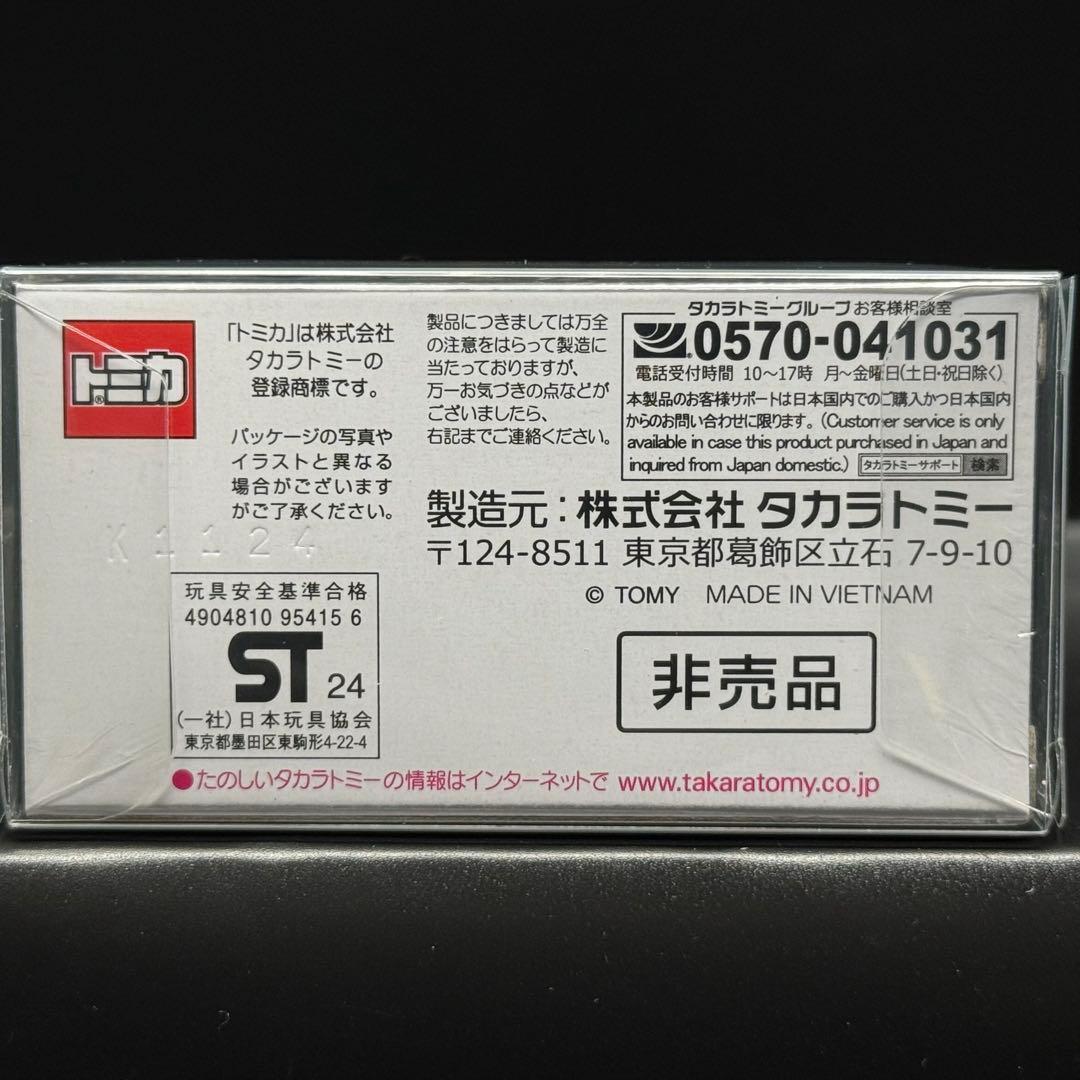 トミカ®
「トミカ」は株式会社
タカラトミーの
登録商標です。
パッケージの写真や
イラストと異なる
場合がございます
がご了承ください。
K1124
製品につきましては万全
の注意をはらって製造に
当たっておりますが、
万一お気づきの点などが
ございましたら、
右記までご連絡ください。
タカラトミーグループ お客様相談室
0570-041031
電話受付時間 10〜17時 月〜金曜日(土日・祝日除く)
本製品のお客様サポートは日本国内でのご購入かつ日本国内
からのお問い合わせに限ります。(Customer service is only
available in case this product purchased in Japan and
inquired from Japan domestic.) タカラトミーサポート 検索
製造元:株式会社 タカラトミー
〒124-8511 東京都葛飾区立石 7-9-10
© TOMY MADE IN VIETNAM
玩具安全基準合格
4904810 95415 6
ST 24
(一社)日本玩具協会
東京都墨田区東駒形4-22-4
非売品
●たのしいタカラトミーの情報はインターネットで www.takaratomy.co.jp